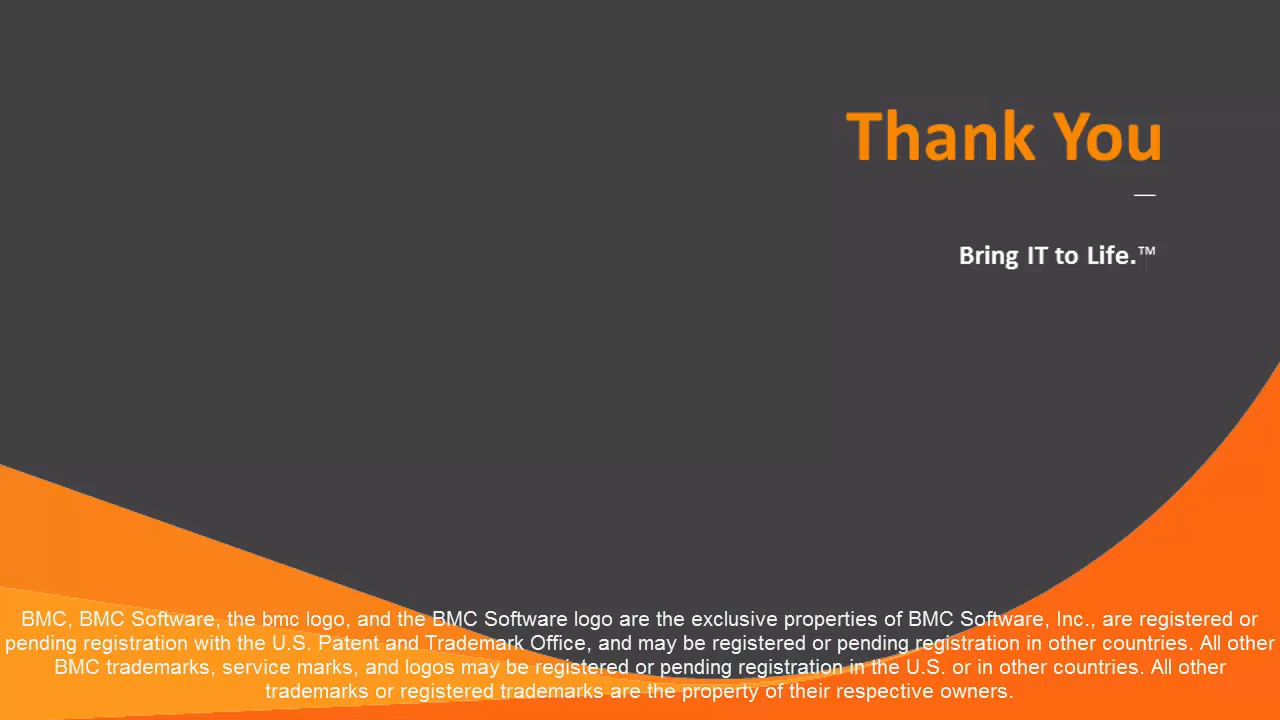 Thank You
Bring IT to Life.™
BMC, BMC Software, the bmc logo, and the BMC Software logo are the exclusive properties of BMC Software, Inc., are registered or
pending registration with the U.S. Patent and Trademark Office, and may be registered or pending registration in other countries. All other
BMC trademarks, service marks, and logos may be registered or pending registration in the U.S. or in other countries. All other
trademarks or registered trademarks are the property of their respective owners.